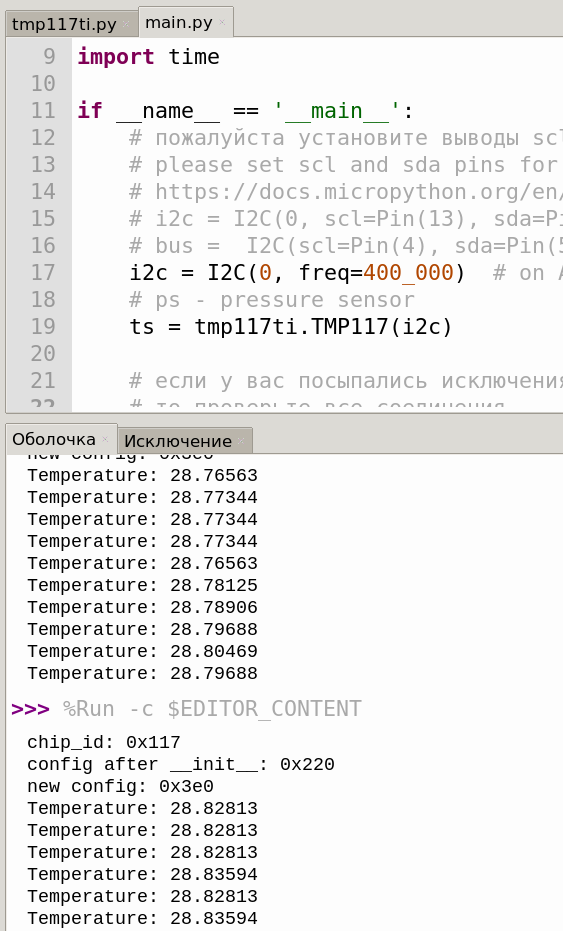 tmp117ti.py
main.py
9 import time
10
11 if __name__ == '__main__':
12 # пожалуйста установите выводы scl
13 # please set scl and sda pins for
14 # https://docs.micropython.org/en/
15 # i2c = I2C(0, scl=Pin(13), sda=Pi
16 # bus =  I2C(scl=Pin(4), sda=Pin(5
17 i2c = I2C(0, freq=400_000)  # on A
18 # ps - pressure sensor
19 ts = tmp117ti.TMP117(i2c)
20
21 # если у вас посыпались исключения
22 # то проверьте все соединения
Оболочка
Исключение
new config: 0x3e0
Temperature: 28.76563
Temperature: 28.77344
Temperature: 28.77344
Temperature: 28.77344
Temperature: 28.76563
Temperature: 28.78125
Temperature: 28.78906
Temperature: 28.79688
Temperature: 28.80469
Temperature: 28.79688
>>> %Run -c $EDITOR_CONTENT
chip_id: 0x117
config after __init__: 0x220
new config: 0x3e0
Temperature: 28.82813
Temperature: 28.82813
Temperature: 28.82813
Temperature: 28.83594
Temperature: 28.82813
Temperature: 28.83594